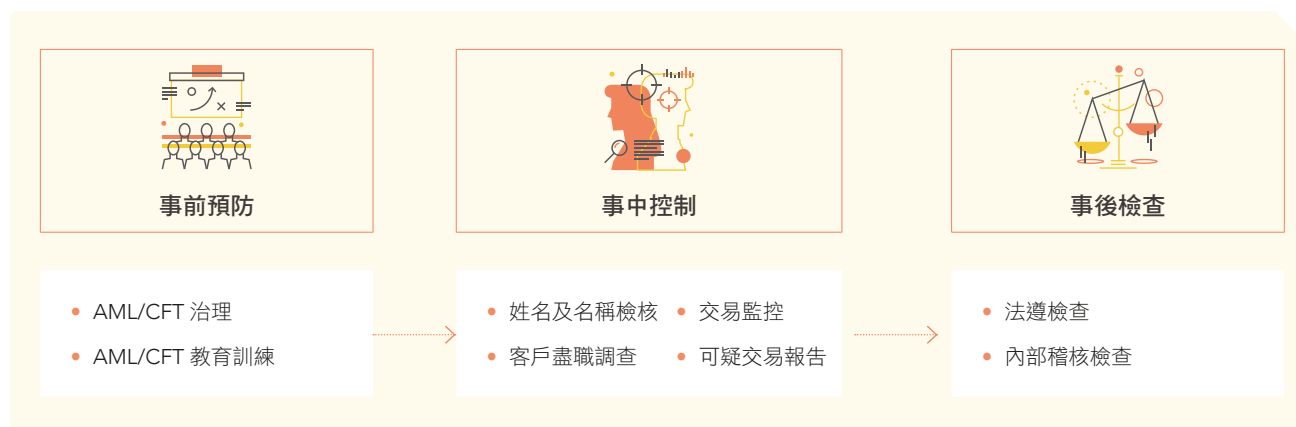 事前預防
AML/CFT 治理
AML/CFT 教育訓練
事中控制
姓名及名稱檢核
客戶盡職調查
交易監控
可疑交易報告
事後檢查
法遵檢查
內部稽核檢查